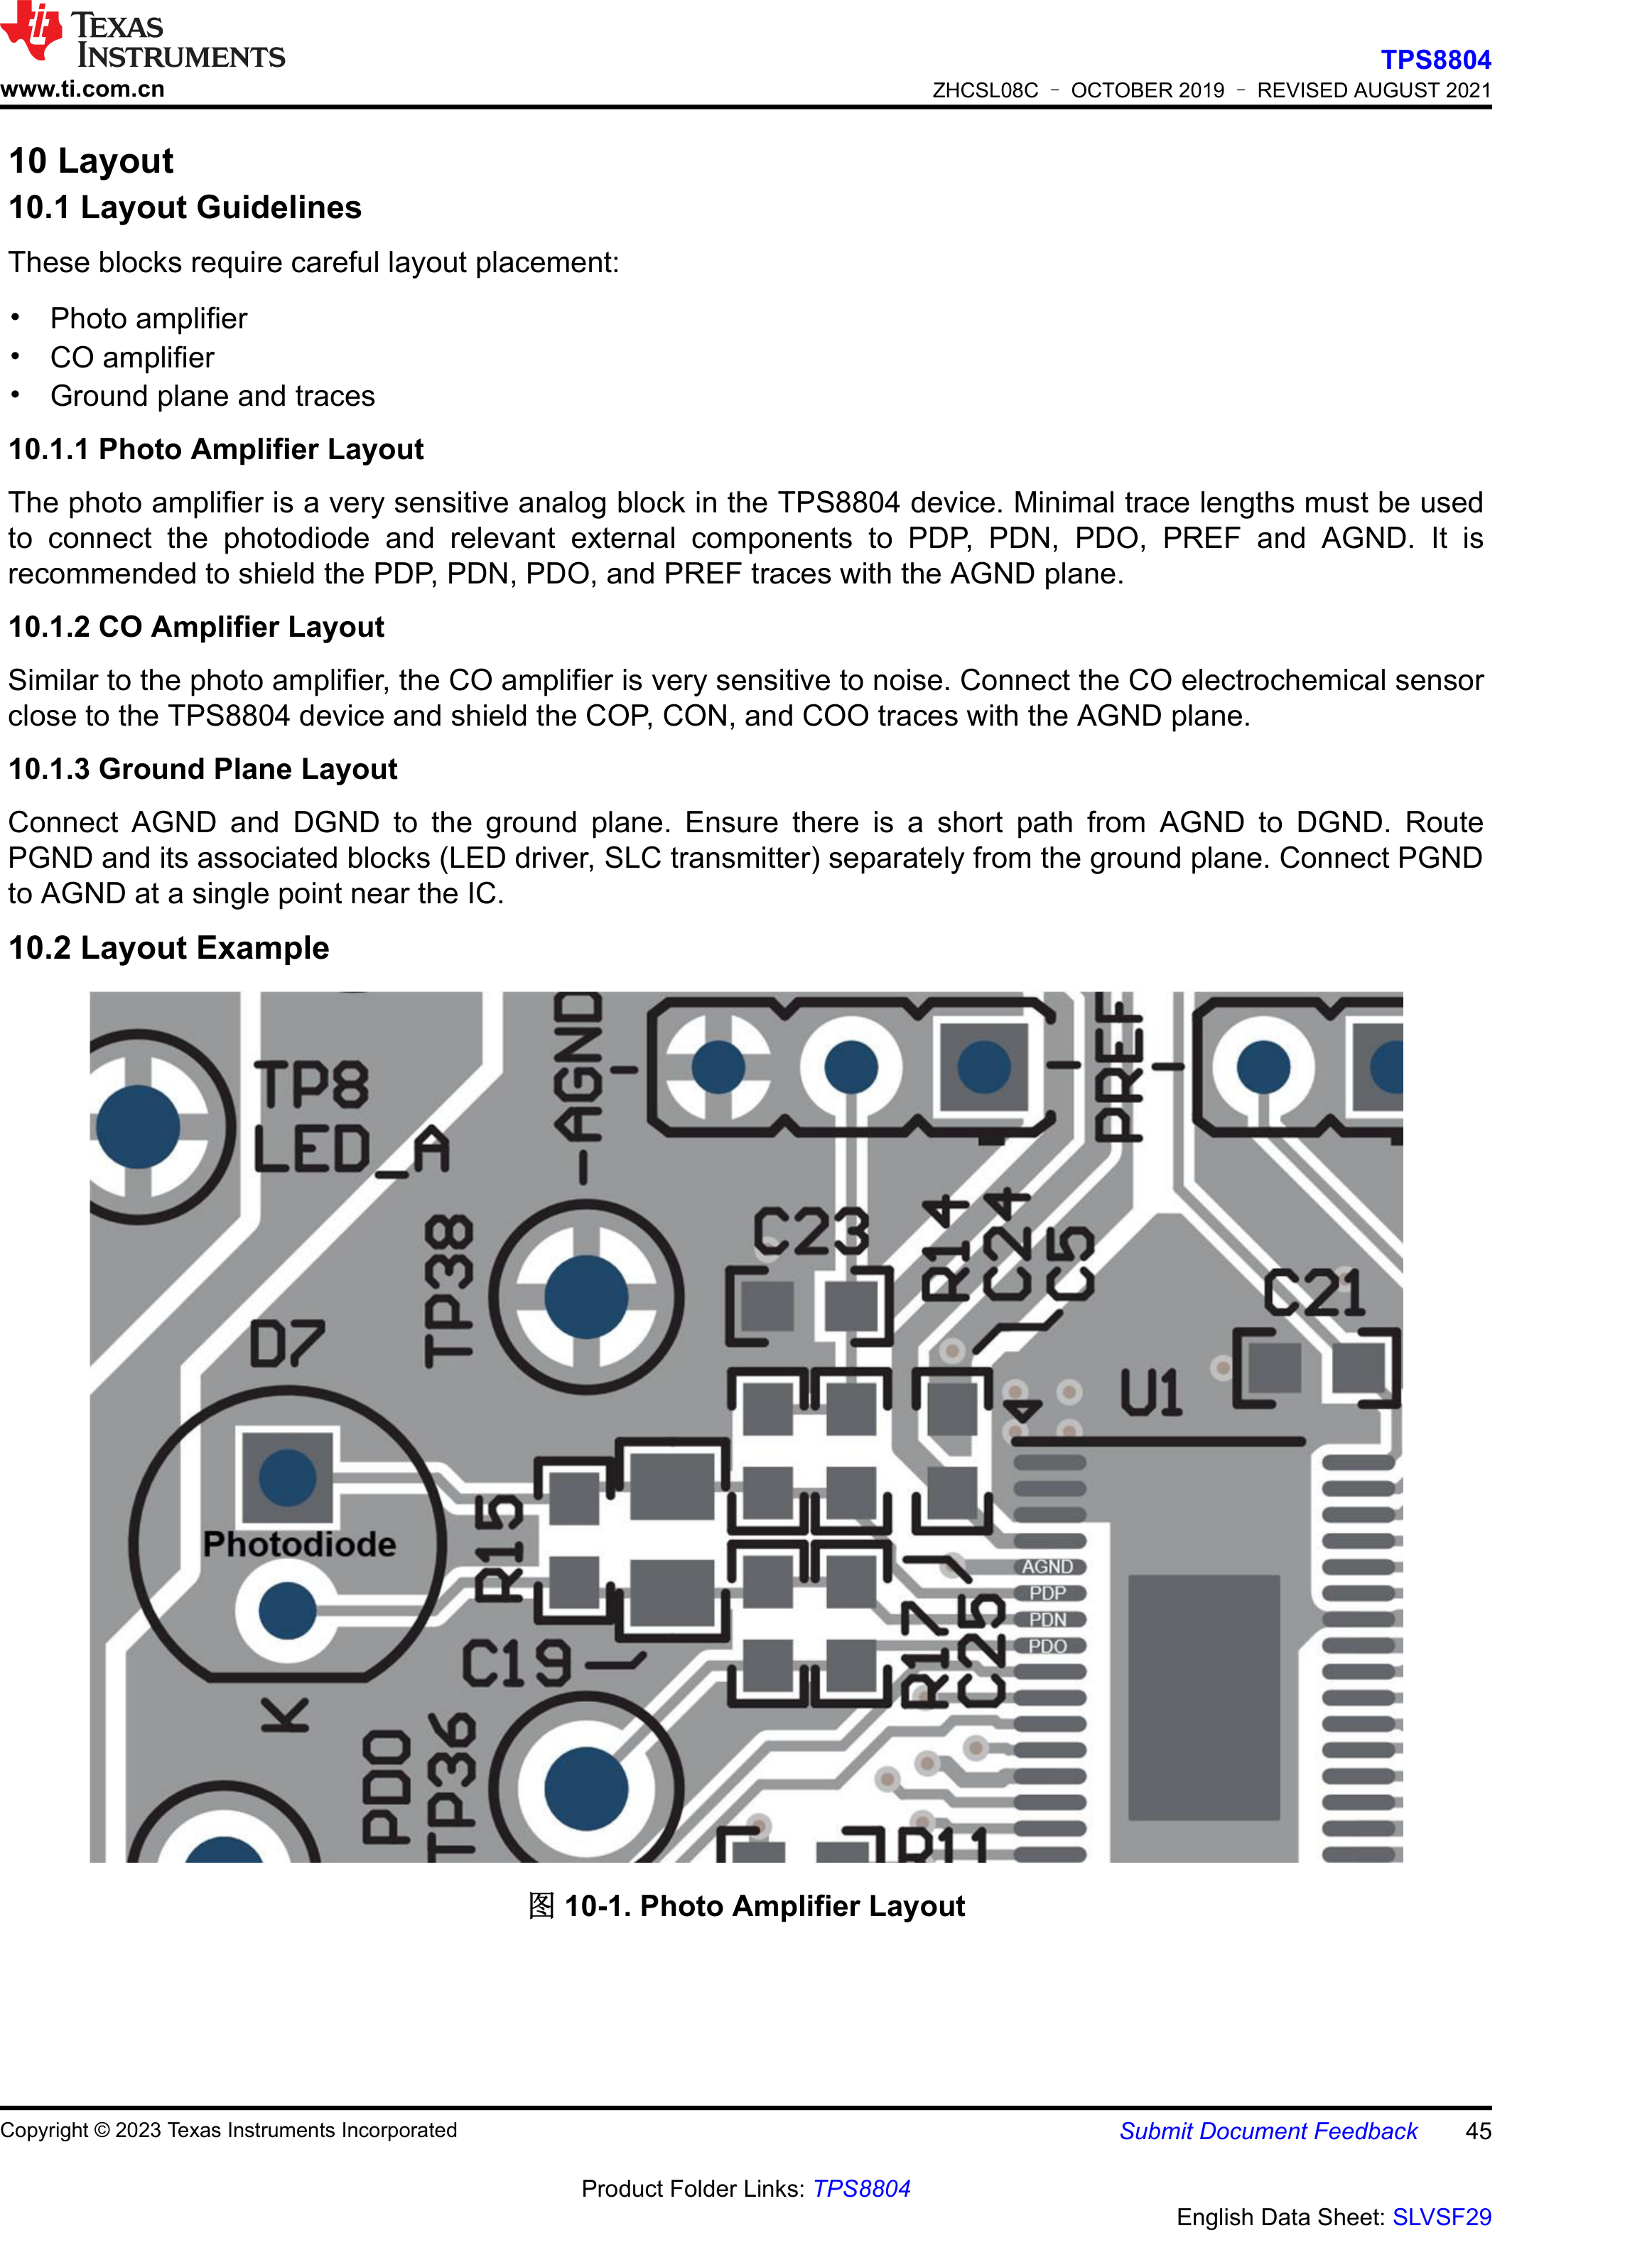 TEXAS
INSTRUMENTS
www.ti.com.cn
TPS8804
ZHCSL08C – OCTOBER 2019 – REVISED AUGUST 2021
10 Layout
10.1 Layout Guidelines
These blocks require careful layout placement:
• Photo amplifier
• CO amplifier
• Ground plane and traces
10.1.1 Photo Amplifier Layout
The photo amplifier is a very sensitive analog block in the TPS8804 device. Minimal trace lengths must be used
to connect the photodiode and relevant external components to PDP, PDN, PDO, PREF and AGND. It is
recommended to shield the PDP, PDN, PDO, and PREF traces with the AGND plane.
10.1.2 CO Amplifier Layout
Similar to the photo amplifier, the CO amplifier is very sensitive to noise. Connect the CO electrochemical sensor
close to the TPS8804 device and shield the COP, CON, and COO traces with the AGND plane.
10.1.3 Ground Plane Layout
Connect AGND and DGND to the ground plane. Ensure there is a short path from AGND to DGND. Route
PGND and its associated blocks (LED driver, SLC transmitter) separately from the ground plane. Connect PGND
to AGND at a single point near the IC.
10.2 Layout Example
TP8
LED_A
-AGND-
-PREF-
TP38
C23
R14
C24
C5
C21
D7
U1
Photodiode
R15
AGND
PDP
PDN
PDO
R17
C25
C19
K
PDO
TP36
R11
图 10-1. Photo Amplifier Layout
Copyright © 2023 Texas Instruments Incorporated
Submit Document Feedback 45
Product Folder Links: TPS8804
English Data Sheet: SLVSF29